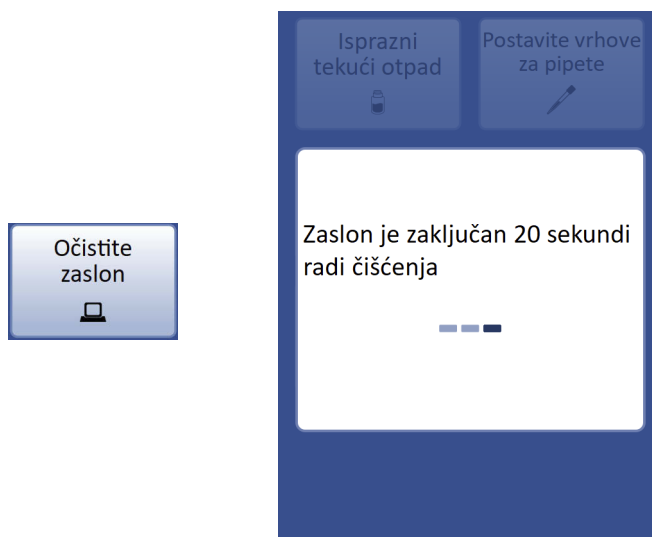 Očistite
zaslon
Isprazni
tekući otpad
Postavite vrhove
za pipete
Zaslon je zaključan 20 sekundi
radi čišćenja